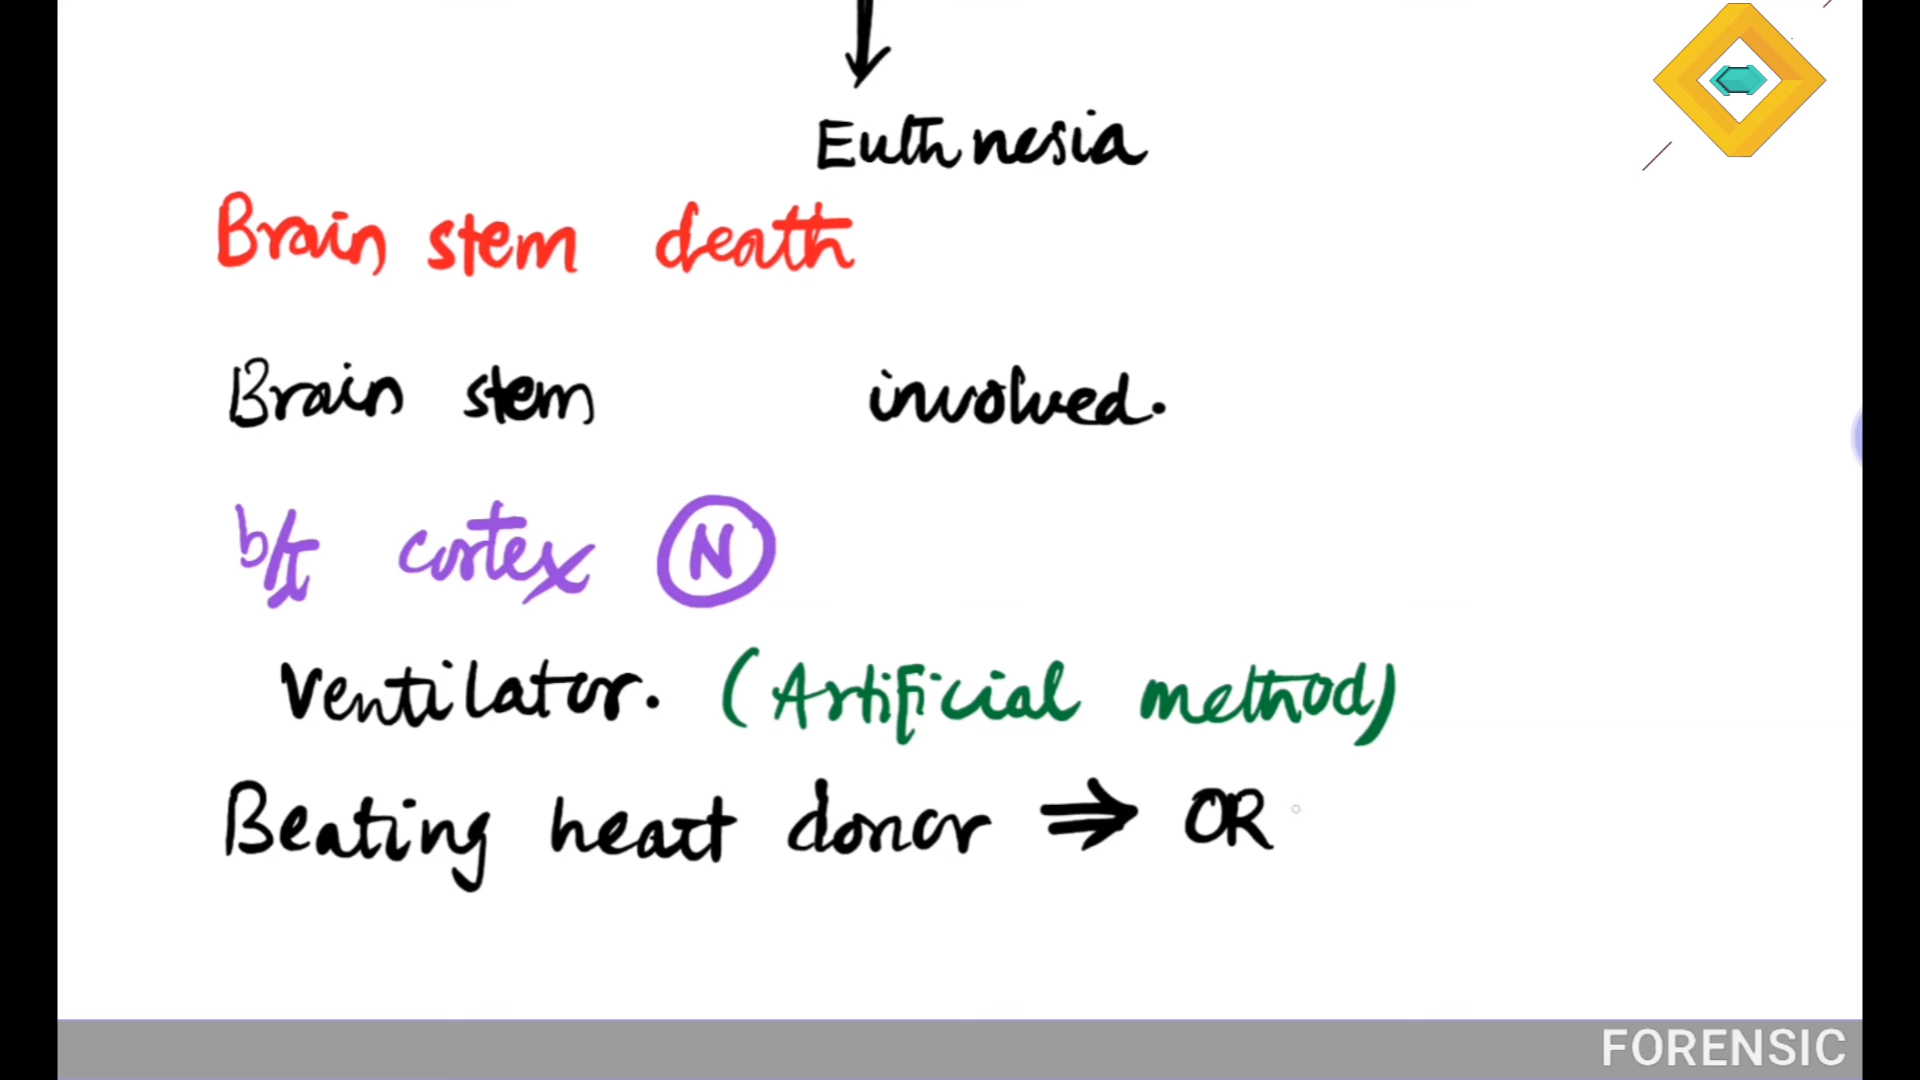 Euthnesia
Brain stem death
Brain stem involved.
b/t cortex N
Ventilator. (Artificial method)
Beating heart donor ⇒ OR
FORENSIC